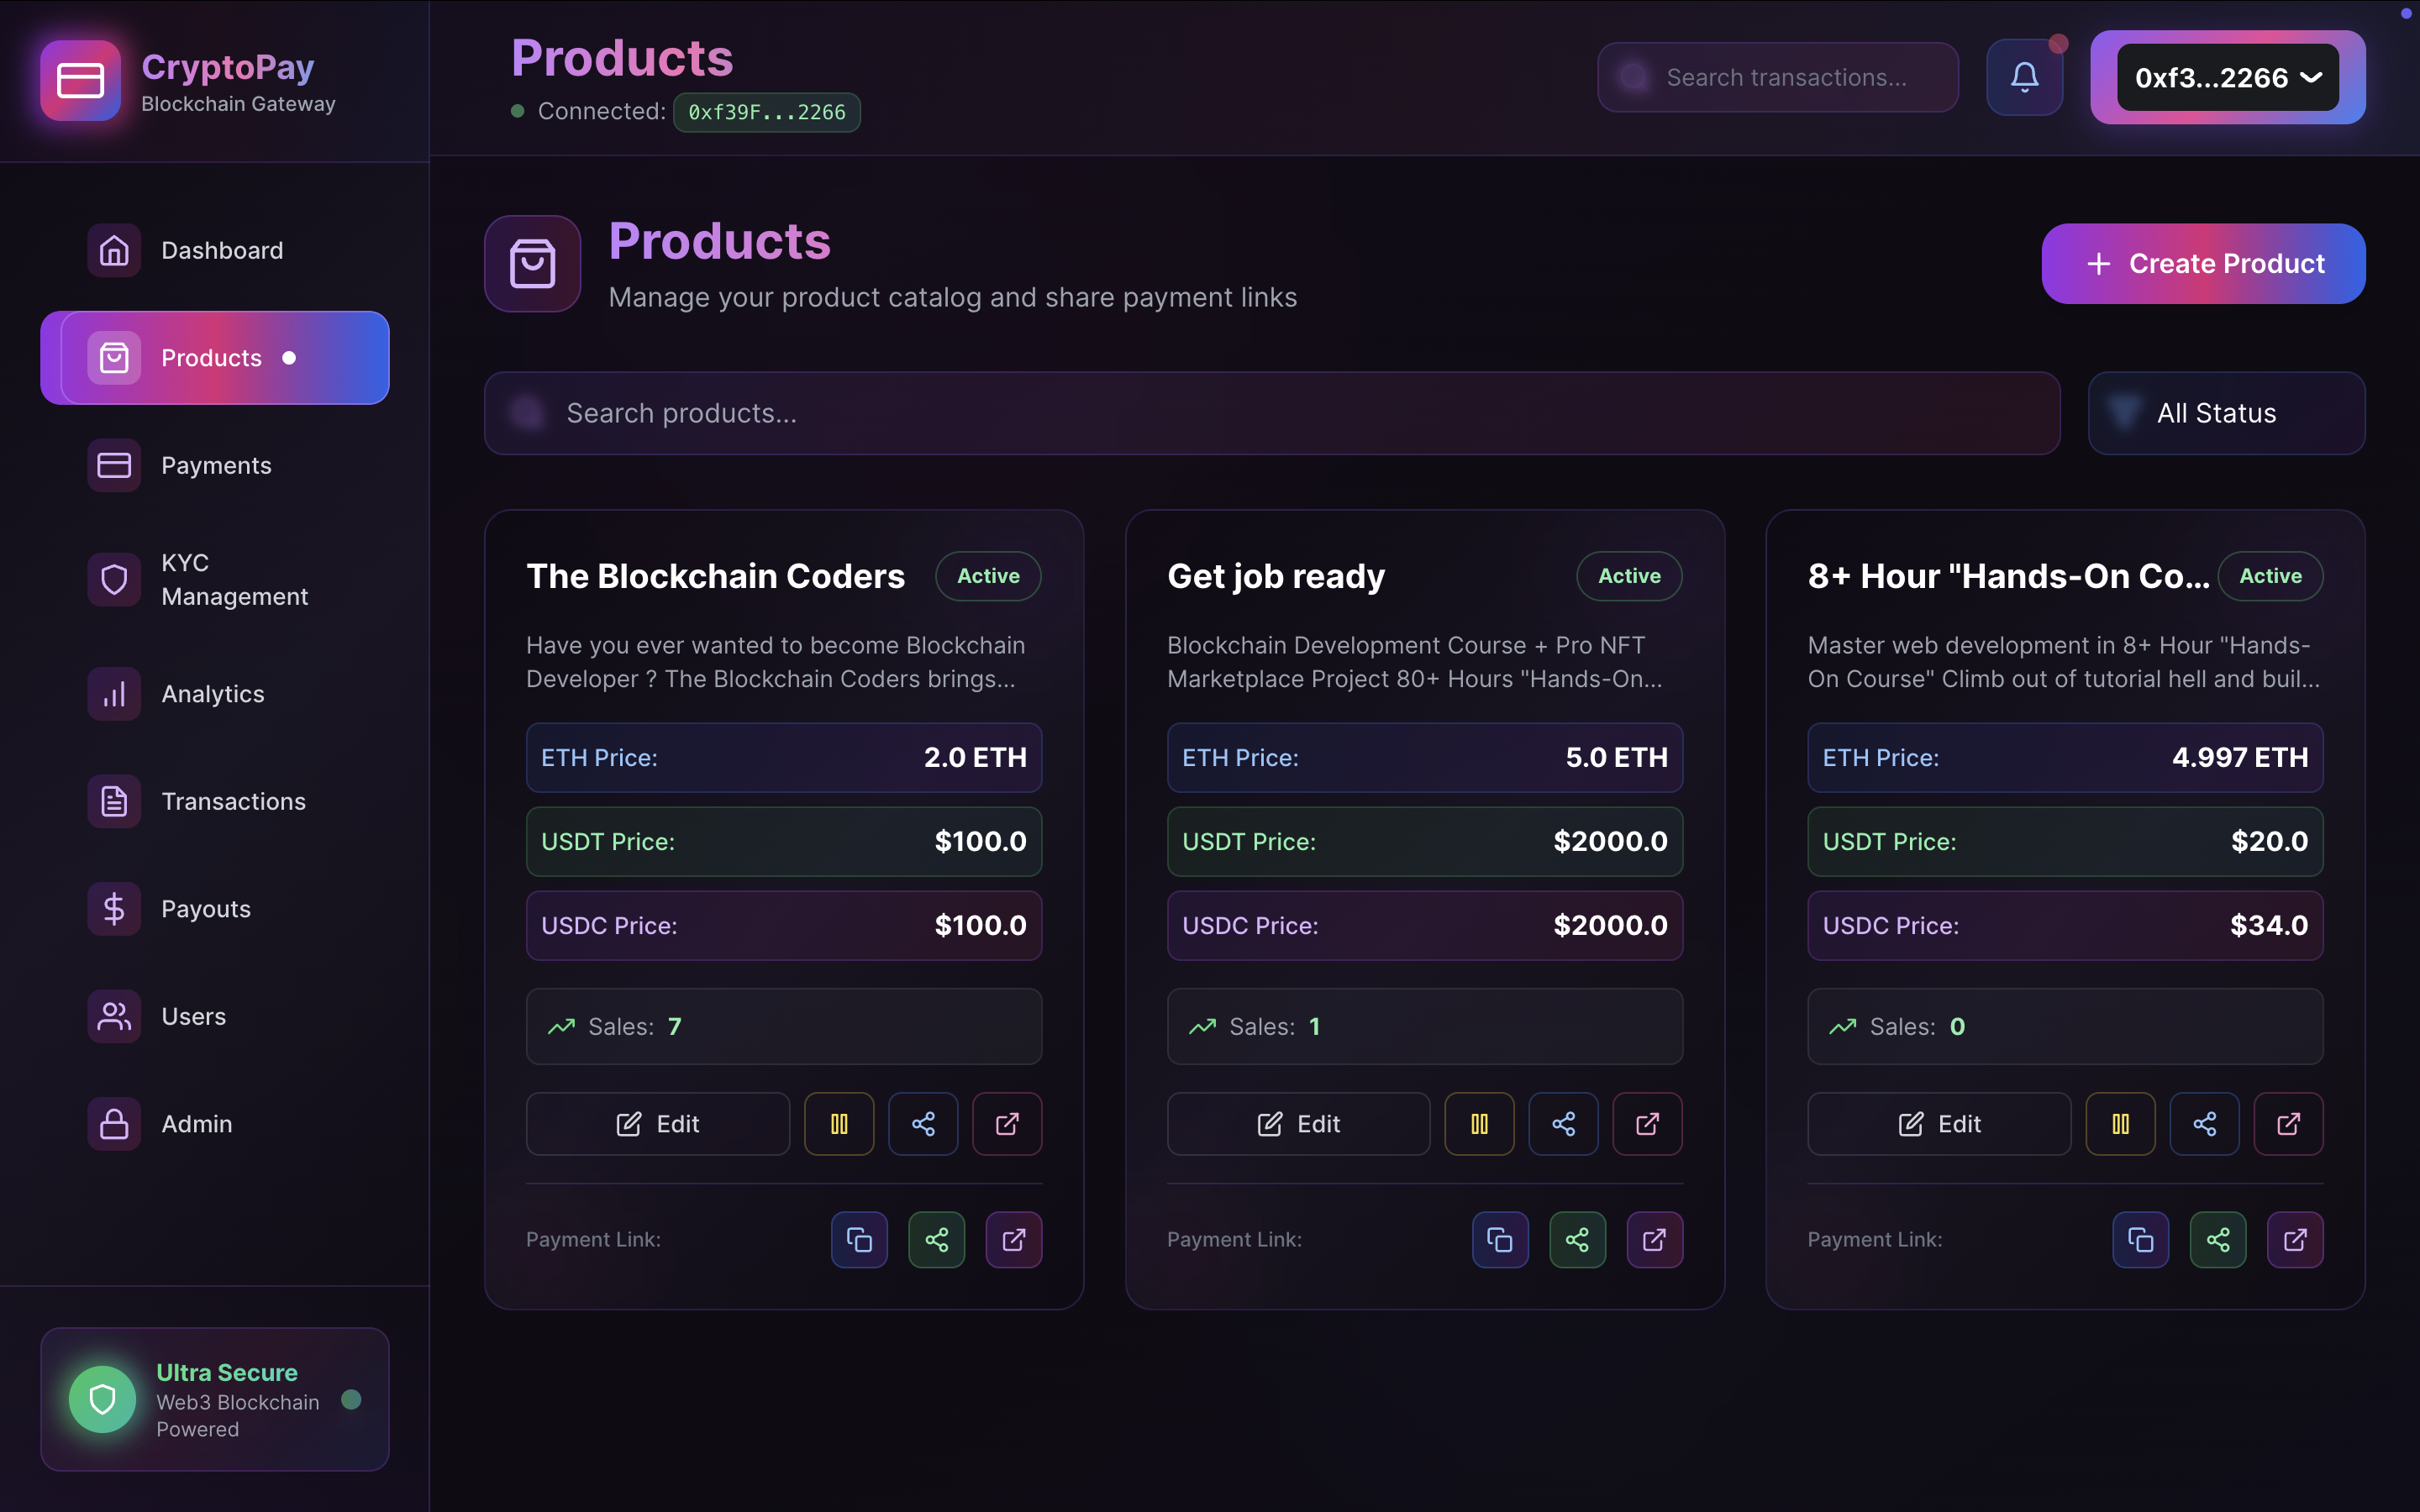 CryptoPay
Blockchain Gateway
Products
Connected: 0xf39F...2266
Search transactions...
0xf3...2266
Dashboard
Products
Payments
KYC
Management
Analytics
Transactions
Payouts
Users
Admin
Ultra Secure
Web3 Blockchain
Powered
Products
Manage your product catalog and share payment links
Create Product
Search products...
All Status
The Blockchain Coders
Active
Have you ever wanted to become Blockchain
Developer ? The Blockchain Coders brings...
ETH Price: 2.0 ETH
USDT Price: $100.0
USDC Price: $100.0
Sales: 7
Edit
Payment Link:
Get job ready
Active
Blockchain Development Course + Pro NFT
Marketplace Project 80+ Hours "Hands-On...
ETH Price: 5.0 ETH
USDT Price: $2000.0
USDC Price: $2000.0
Sales: 1
Edit
Payment Link:
8+ Hour "Hands-On Co...
Active
Master web development in 8+ Hour "Hands-
On Course" Climb out of tutorial hell and buil...
ETH Price: 4.997 ETH
USDT Price: $20.0
USDC Price: $34.0
Sales: 0
Edit
Payment Link: